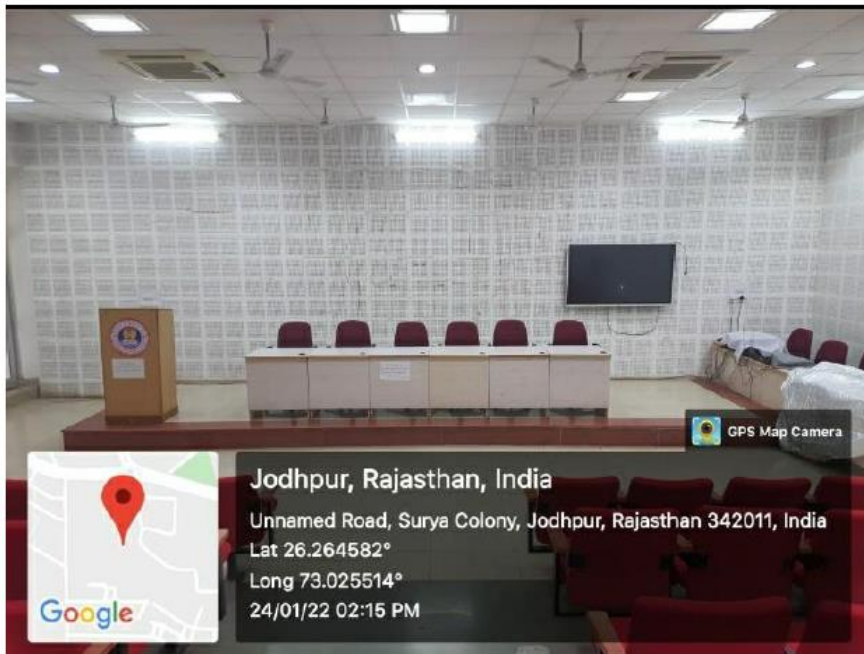 GPS Map Camera
Jodhpur, Rajasthan, India
Unnamed Road, Surya Colony, Jodhpur, Rajasthan 342011, India
Lat 26.264582°
Long 73.025514°
24/01/22 02:15 PM
Google